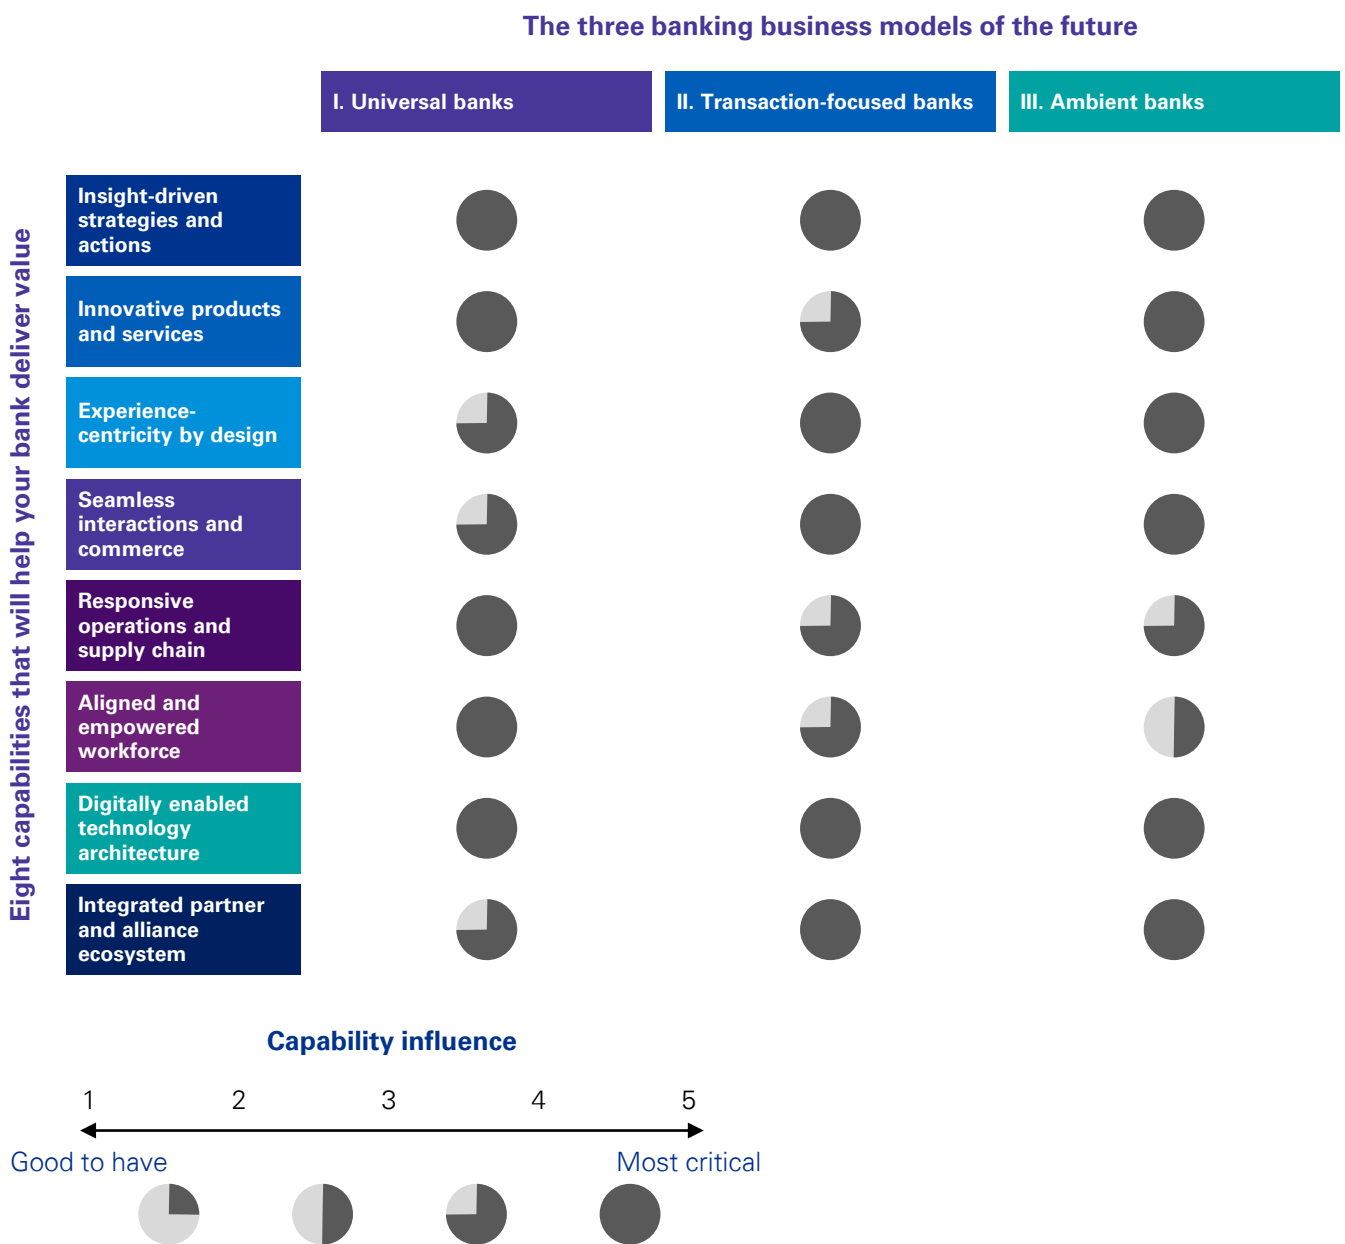 The three banking business models of the future
I. Universal banks
II. Transaction-focused banks
III. Ambient banks
Eight capabilities that will help your bank deliver value
Insight-driven
strategies and
actions
Innovative products
and services
Experience-
centricity by design
Seamless
interactions and
commerce
Responsive
operations and
supply chain
Aligned and
empowered
workforce
Digitally enabled
technology
architecture
Integrated partner
and alliance
ecosystem
Capability influence
1 2 3 4 5
Good to have
Most critical